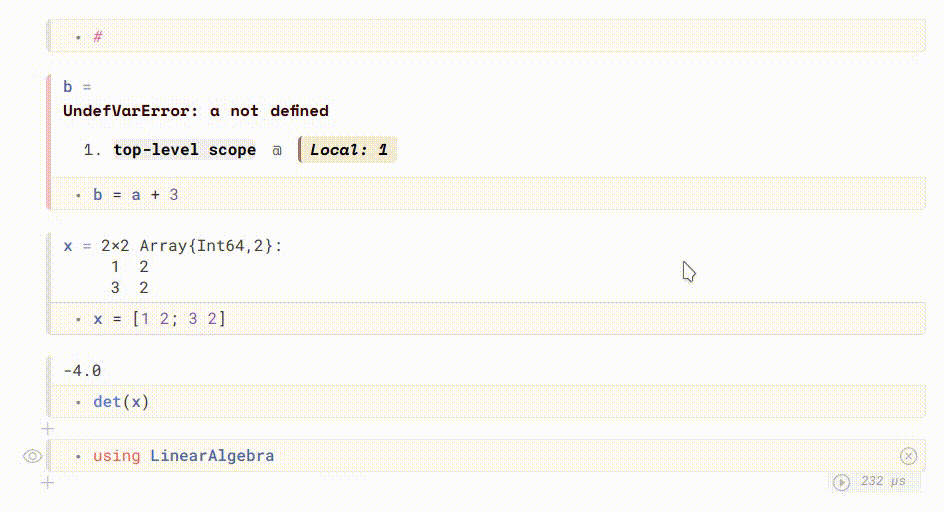 #
b =
UndefVarError: a not defined
1. top-level scope @ Local: 1
b = a + 3
x = 2×2 Array{Int64,2}:
1 2
3 2
x = [1 2; 3 2]
-4.0
det(x)
using LinearAlgebra
232 μs